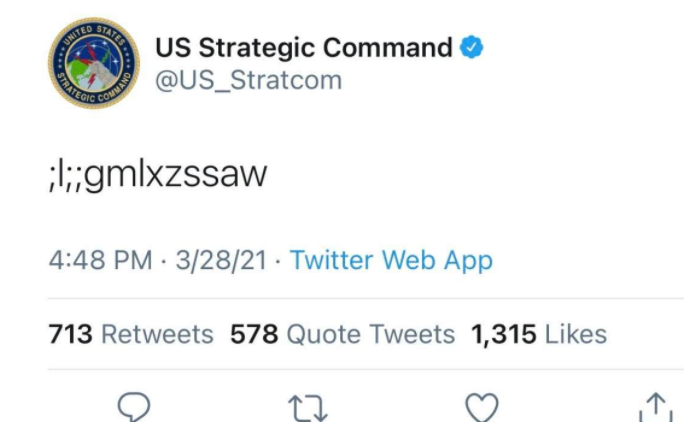 UNITED STATES
STRATEGIC COMMAND
US Strategic Command
@US_Stratcom
;l;;gmlxzssaw
4:48 PM · 3/28/21 · Twitter Web App
713 Retweets 578 Quote Tweets 1,315 Likes